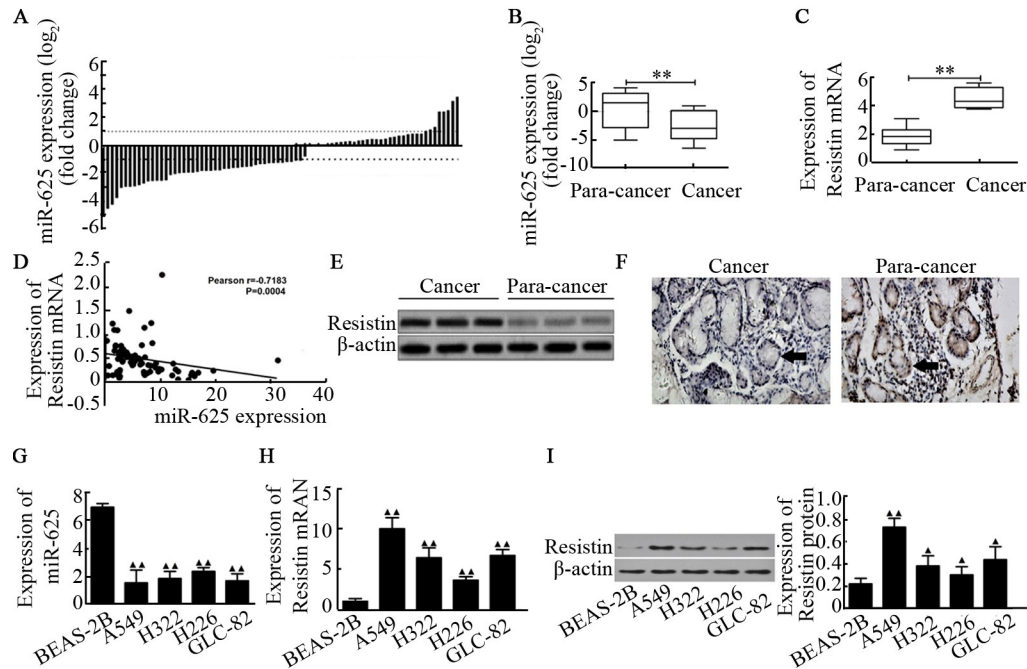 A
miR-625 expression (log2)
(fold change)
6
4
2
0
-2
-4
-6
B
miR-625 expression (log2)
(fold change)
5
0
-5
-10
**
Para-cancer Cancer
C
Expression of
Resistin mRNA
6
4
2
0
**
Para-cancer Cancer
D
Expression of
Resistin mRNA
2.5
2.0
1.5
1.0
0.5
0
-0.5
Pearson r=-0.7183
P=0.0004
10 20 30 40
miR-625 expression
E
Cancer Para-cancer
Resistin
β-actin
F
Cancer Para-cancer
G
Expression of
miR-625
8
6
4
2
0
▲▲ ▲▲ ▲▲ ▲▲
BEAS-2B A549 H322 H226 GLC-82
H
Expression of
Resistin mRAN
15
10
5
0
▲▲ ▲▲ ▲▲ ▲▲
BEAS-2B A549 H322 H226 GLC-82
I
Resistin
β-actin
BEAS-2B A549 H322 H226 GLC-82
Expression of
Resistin protein
1.0
0.8
0.6
0.4
0.2
0
▲▲ ▲ ▲ ▲
BEAS-2B A549 H322 H226 GLC-82